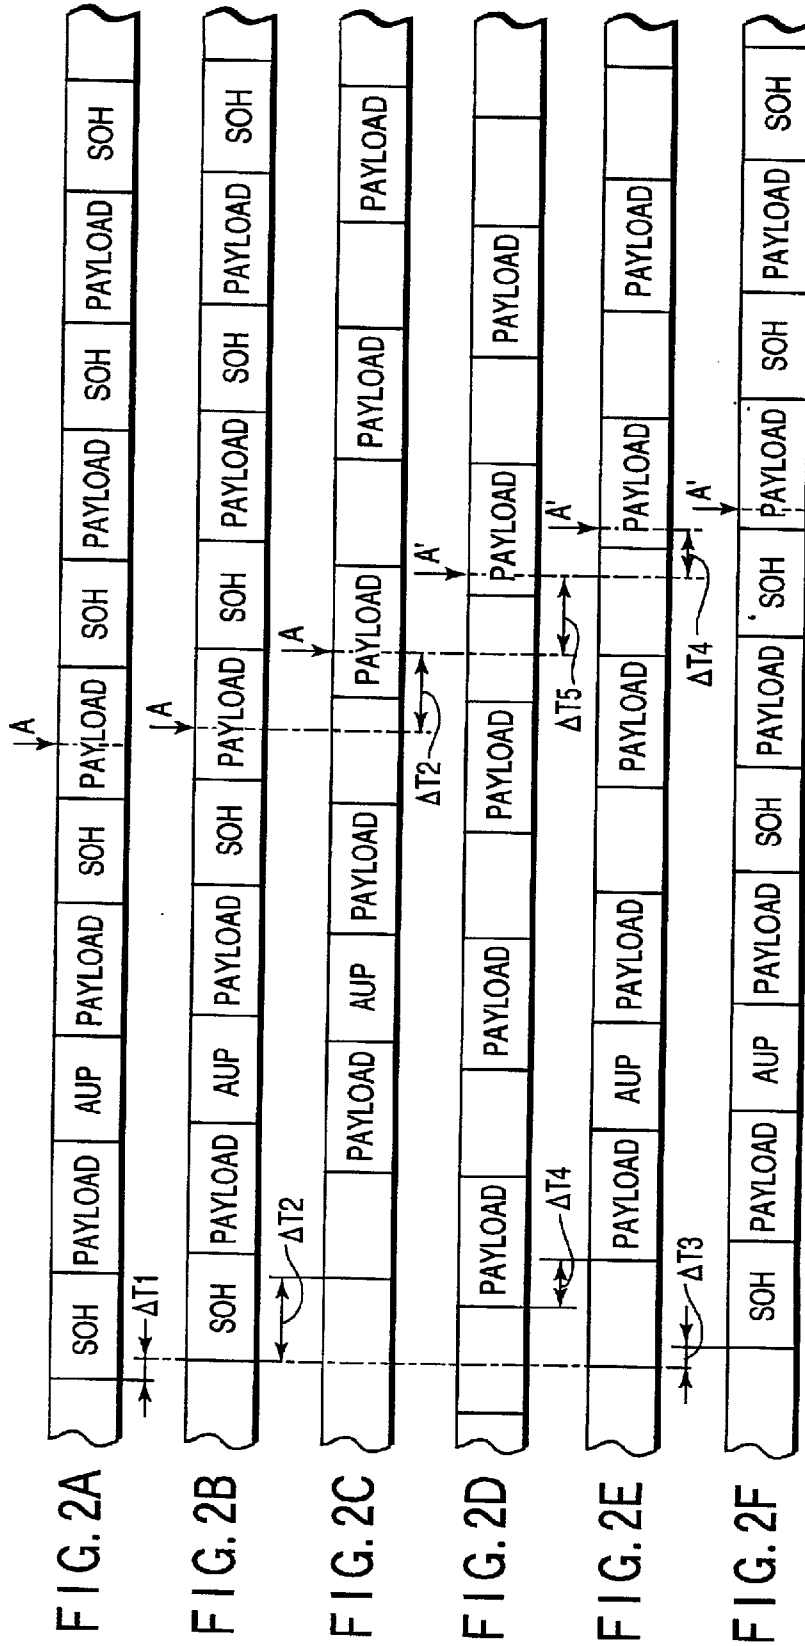 A
FIG. 2A SOH PAYLOAD AUP PAYLOAD SOH PAYLOAD SOH PAYLOAD SOH PAYLOAD SOH
ΔT1
A
FIG. 2B SOH PAYLOAD AUP PAYLOAD SOH PAYLOAD SOH PAYLOAD SOH PAYLOAD SOH
ΔT2
A
FIG. 2C PAYLOAD AUP PAYLOAD PAYLOAD PAYLOAD PAYLOAD
ΔT2
A'
FIG. 2D PAYLOAD PAYLOAD PAYLOAD PAYLOAD PAYLOAD
ΔT4
ΔT5
A'
FIG. 2E PAYLOAD AUP PAYLOAD PAYLOAD PAYLOAD PAYLOAD
ΔT3
ΔT4
A'
FIG. 2F SOH PAYLOAD AUP PAYLOAD SOH PAYLOAD SOH PAYLOAD SOH PAYLOAD SOH